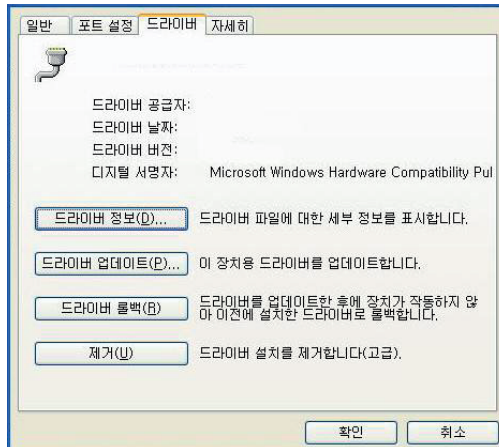 일반 포트 설정 드라이버 자세히
드라이버 공급자:
드라이버 날짜:
드라이버 버전:
디지털 서명자: Microsoft Windows Hardware Compatibility Pul
드라이버 정보(D)... 드라이버 파일에 대한 세부 정보를 표시합니다.
드라이버 업데이트(P)... 이 장치용 드라이버를 업데이트합니다.
드라이버 롤백(R) 드라이버를 업데이트한 후에 장치가 작동하지 않
아 이전에 설치한 드라이버로 롤백합니다.
제거(U) 드라이버 설치를 제거합니다(고급).
확인 취소